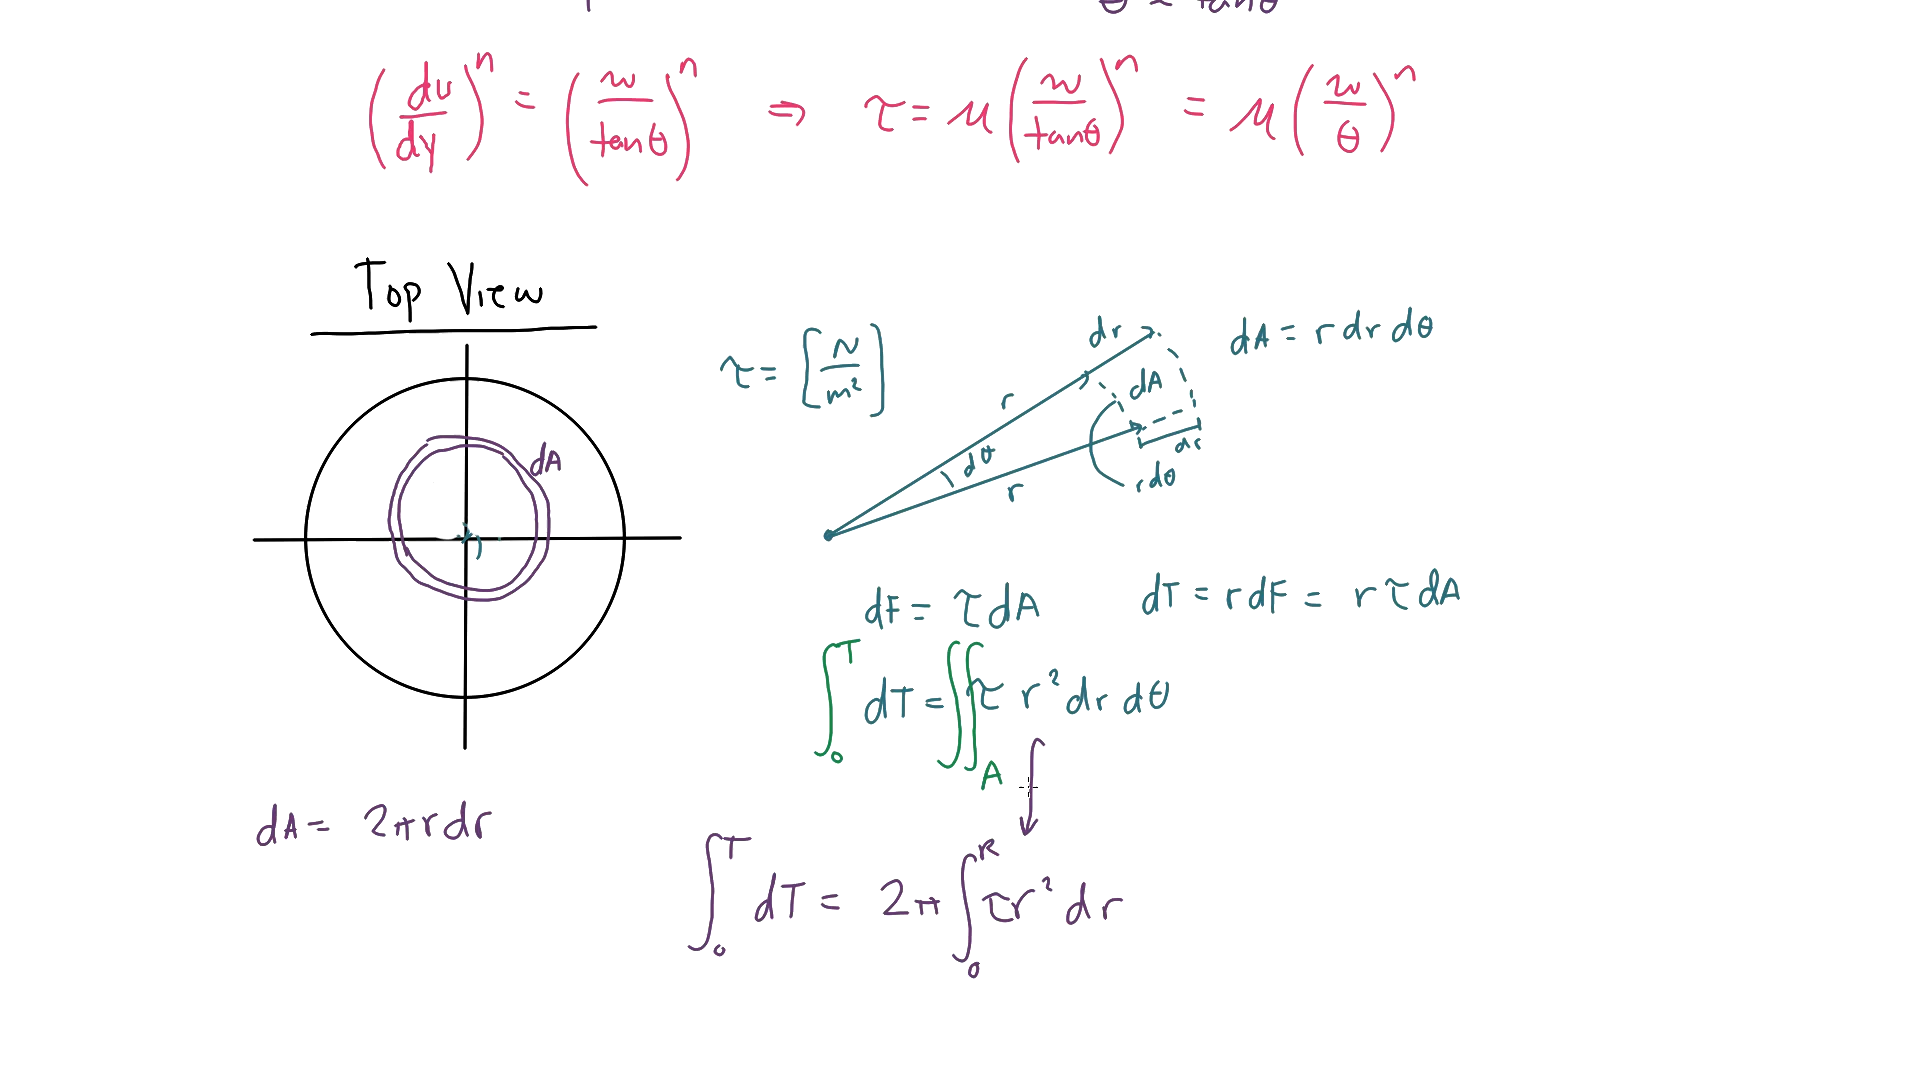 θ ≈ tanθ
(du/dy)^n = (w/tanθ)^n ⇒ τ = μ(w/tanθ)^n = μ(w/θ)^n
Top View
τ = [N/m²]
dr
dA = r dr dθ
dA
r
dθ
r
dr
rdθ
dA
dF = τdA
dT = rdF = rτdA
∫₀^T dT = ∬_A τ r² dr dθ
dA = 2πrdr
∫₀^T dT = 2π ∫₀^R τr² dr